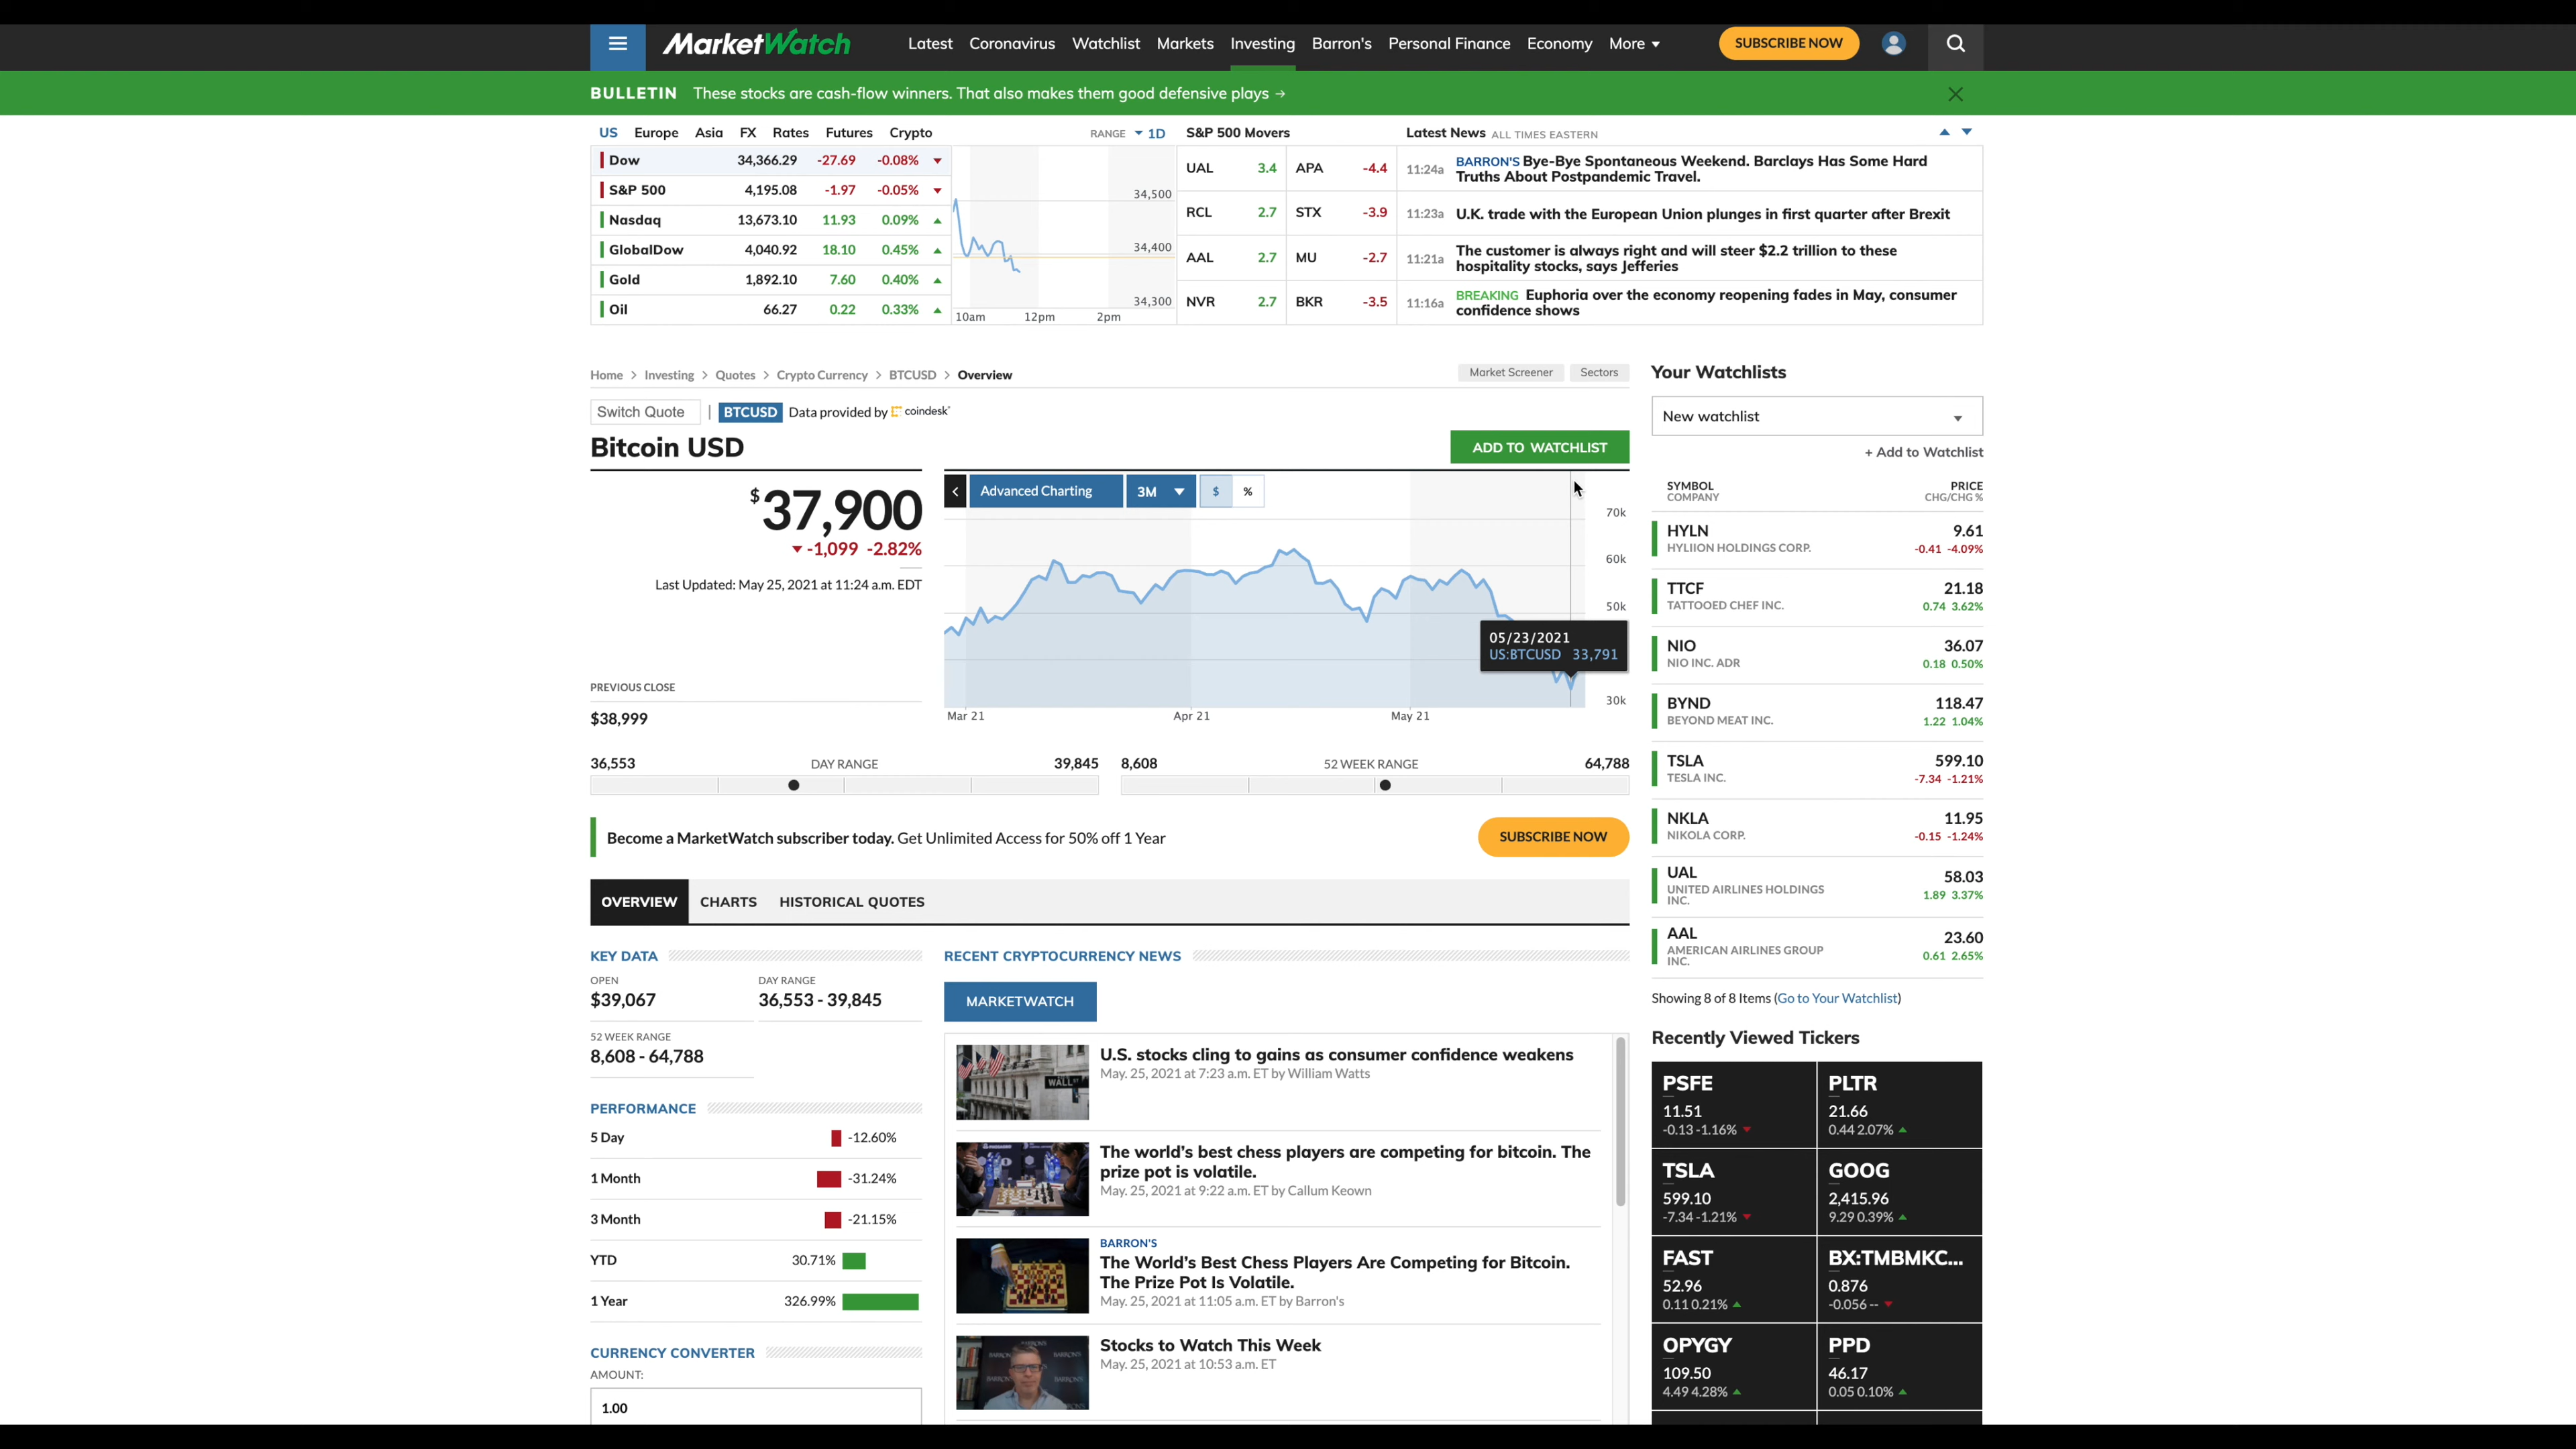 MarketWatch
Latest Coronavirus Watchlist Markets Investing Barron's Personal Finance Economy More
SUBSCRIBE NOW
BULLETIN These stocks are cash-flow winners. That also makes them good defensive plays →
US Europe Asia FX Rates Futures Crypto
RANGE 1D
Dow 34,366.29 -27.69 -0.08%
S&P 500 4,195.08 -1.97 -0.05%
Nasdaq 13,673.10 11.93 0.09%
GlobalDow 4,040.92 18.10 0.45%
Gold 1,892.10 7.60 0.40%
Oil 66.27 0.22 0.33%
34,500
34,400
34,300
10am 12pm 2pm
S&P 500 Movers
UAL 3.4 APA -4.4
RCL 2.7 STX -3.9
AAL 2.7 MU -2.7
NVR 2.7 BKR -3.5
Latest News ALL TIMES EASTERN
11:24a BARRON'S Bye-Bye Spontaneous Weekend. Barclays Has Some Hard
Truths About Postpandemic Travel.
11:23a U.K. trade with the European Union plunges in first quarter after Brexit
11:21a The customer is always right and will steer $2.2 trillion to these
hospitality stocks, says Jefferies
11:16a BREAKING Euphoria over the economy reopening fades in May, consumer
confidence shows
Home > Investing > Quotes > Crypto Currency > BTCUSD > Overview
Market Screener Sectors
Switch Quote | BTCUSD Data provided by coindesk
Bitcoin USD
ADD TO WATCHLIST
$37,900
-1,099 -2.82%
Last Updated: May 25, 2021 at 11:24 a.m. EDT
PREVIOUS CLOSE
$38,999
Advanced Charting 3M $ %
70k
60k
50k
30k
05/23/2021
US:BTCUSD 33,791
Mar 21 Apr 21 May 21
36,553 DAY RANGE 39,845
8,608 52 WEEK RANGE 64,788
Become a MarketWatch subscriber today. Get Unlimited Access for 50% off 1 Year
SUBSCRIBE NOW
OVERVIEW CHARTS HISTORICAL QUOTES
KEY DATA
OPEN DAY RANGE
$39,067 36,553 - 39,845
52 WEEK RANGE
8,608 - 64,788
PERFORMANCE
5 Day -12.60%
1 Month -31.24%
3 Month -21.15%
YTD 30.71%
1 Year 326.99%
CURRENCY CONVERTER
AMOUNT:
1.00
RECENT CRYPTOCURRENCY NEWS
MARKETWATCH
WALL
U.S. stocks cling to gains as consumer confidence weakens
May. 25, 2021 at 7:23 a.m. ET by William Watts
The world's best chess players are competing for bitcoin. The
prize pot is volatile.
May. 25, 2021 at 9:22 a.m. ET by Callum Keown
BARRON'S
The World's Best Chess Players Are Competing for Bitcoin.
The Prize Pot Is Volatile.
May. 25, 2021 at 11:05 a.m. ET by Barron's
Stocks to Watch This Week
May. 25, 2021 at 10:53 a.m. ET
Your Watchlists
New watchlist
+ Add to Watchlist
SYMBOL PRICE
COMPANY CHG/CHG %
HYLN 9.61
HYLIION HOLDINGS CORP. -0.41 -4.09%
TTCF 21.18
TATTOOED CHEF INC. 0.74 3.62%
NIO 36.07
NIO INC. ADR 0.18 0.50%
BYND 118.47
BEYOND MEAT INC. 1.22 1.04%
TSLA 599.10
TESLA INC. -7.34 -1.21%
NKLA 11.95
NIKOLA CORP. -0.15 -1.24%
UAL 58.03
UNITED AIRLINES HOLDINGS 1.89 3.37%
INC.
AAL 23.60
AMERICAN AIRLINES GROUP 0.61 2.65%
INC.
Showing 8 of 8 Items (Go to Your Watchlist)
Recently Viewed Tickers
PSFE PLTR
11.51 21.66
-0.13 -1.16% 0.44 2.07%
TSLA GOOG
599.10 2,415.96
-7.34 -1.21% 9.29 0.39%
FAST BX:TMBMKC...
52.96 0.876
0.11 0.21% -0.056 --
OPYGY PPD
109.50 46.17
4.49 4.28% 0.05 0.10%